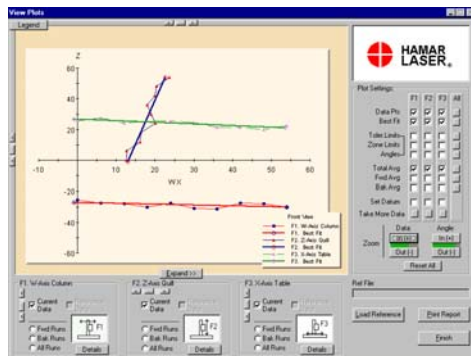 View Plots
Legend
Z
60
40
20
0
-20
-40
-60
-10
0
10
20
30
40
50
60
W.X
Front View
F1. W-Axis Column
F1. Best Fit
F2. Z-Axis Quill
F2. Best Fit
F3. X-Axis Table
F3. Best Fit
Expand >>
HAMAR
LASER®
Plot Settings:
F1 F2 F3 All
Data Pts
Best Fit
Toler Limits
Zone Limits
Angles
Total Avg
Fwd Avg
Bak Avg
Set Datum
Take More Data
Data Angle
Zoom In (+) In (+)
Out (-) Out (-)
Reset All
F1. W-Axis Column
F2. Z-Axis Quill
F3. X-Axis Table
Current Data
Current Data
Current Data
Fwd Runs
Bak Runs
All Runs
Details
Fwd Runs
Bak Runs
All Runs
Details
Fwd Runs
Bak Runs
All Runs
Details
Ref File:
Load Reference
Print Report
Finish